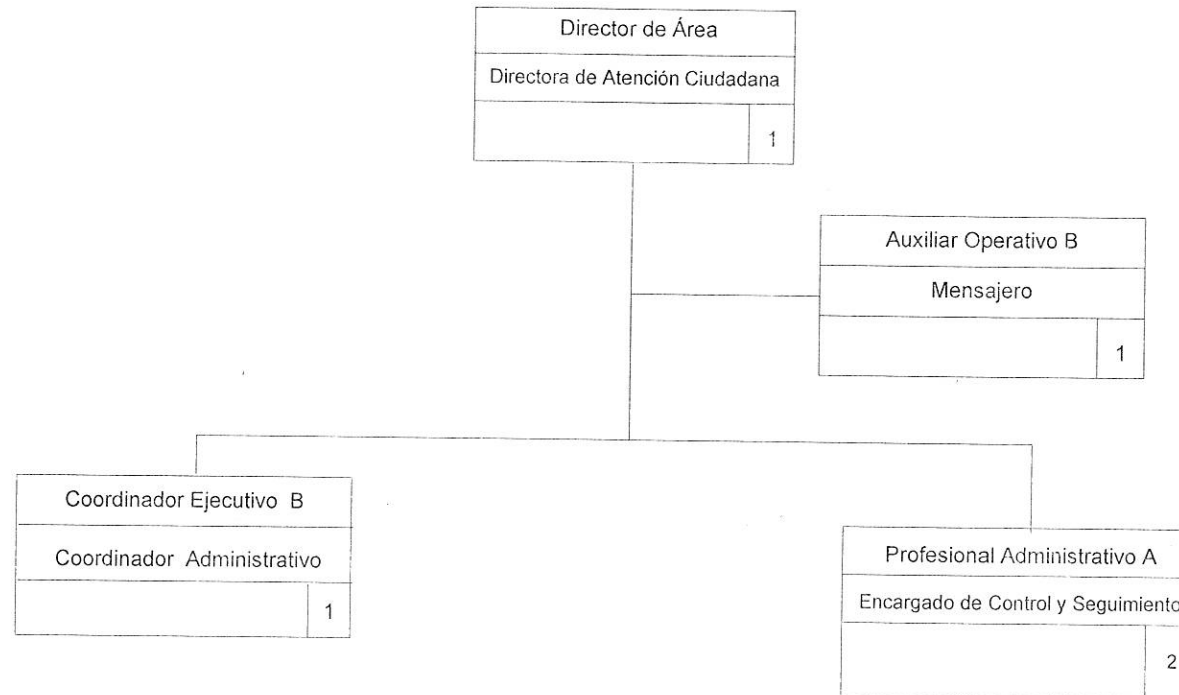 Director de Área
Directora de Atención Ciudadana
1
Auxiliar Operativo B
Mensajero
1
Coordinador Ejecutivo B
Coordinador Administrativo
1
Profesional Administrativo A
Encargado de Control y Seguimiento
2